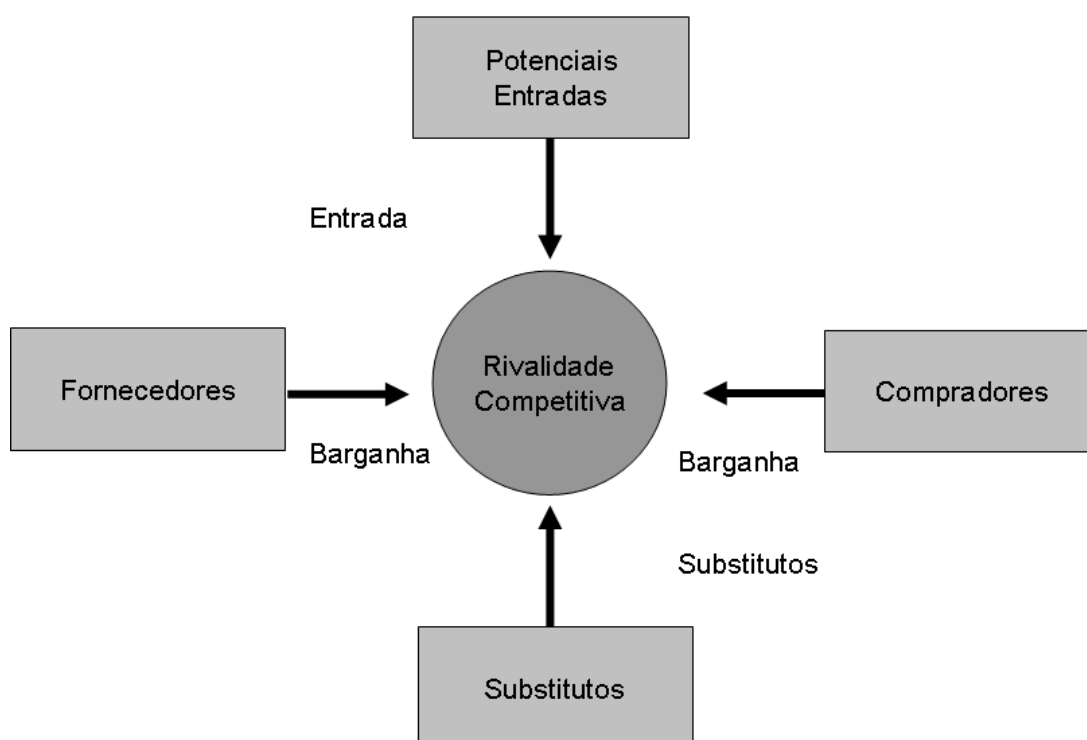 Potenciais
Entradas
Entrada
Fornecedores
Rivalidade
Competitiva
Compradores
Barganha
Barganha
Substitutos
Substitutos